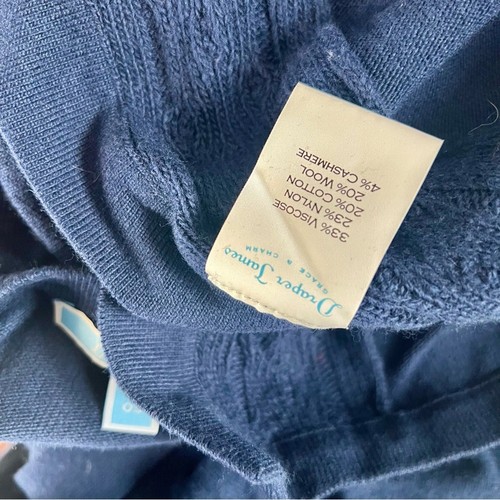 Draper James
GRACE & CHARM
33% VISCOSE
23% NYLON
20% COTTON
20% WOOL
4% CASHMERE